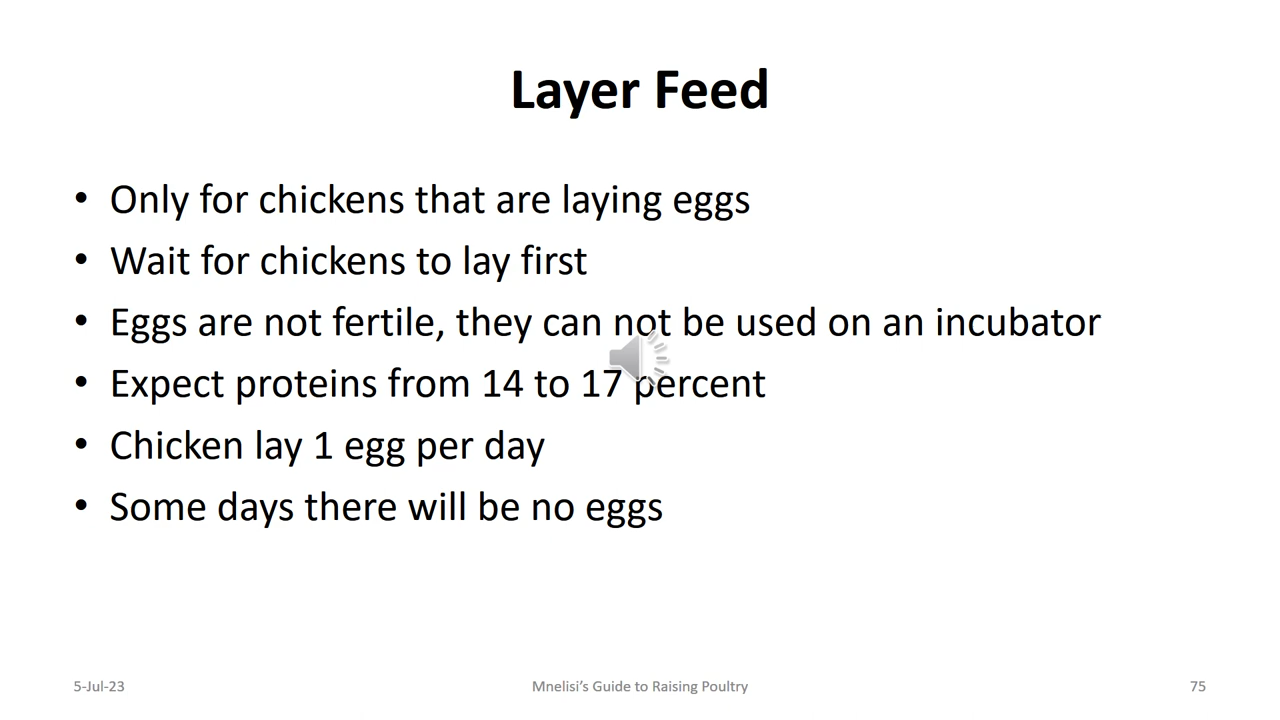 Layer Feed
• Only for chickens that are laying eggs
• Wait for chickens to lay first
• Eggs are not fertile, they can not be used on an incubator
• Expect proteins from 14 to 17 percent
• Chicken lay 1 egg per day
• Some days there will be no eggs
5-Jul-23
Mnelisi’s Guide to Raising Poultry
75